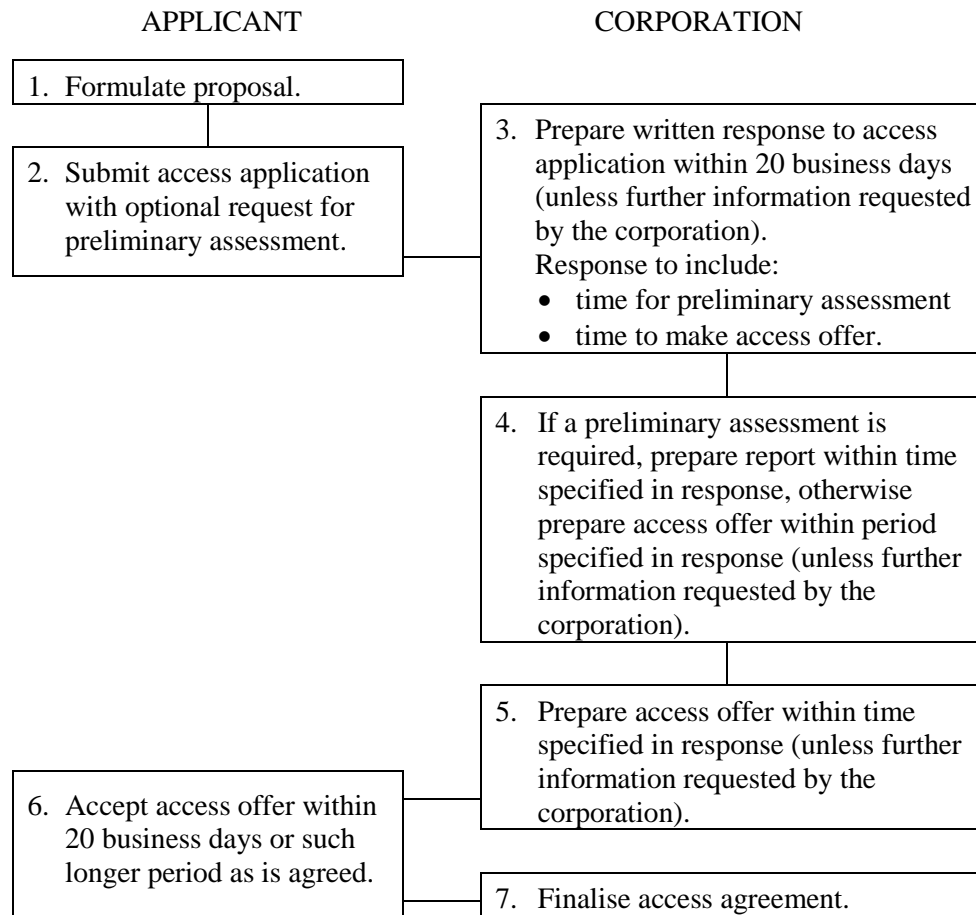 APPLICANT
CORPORATION
1. Formulate proposal.
2. Submit access application
with optional request for
preliminary assessment.
3. Prepare written response to access
application within 20 business days
(unless further information requested
by the corporation).
Response to include:
• time for preliminary assessment
• time to make access offer.
4. If a preliminary assessment is
required, prepare report within time
specified in response, otherwise
prepare access offer within period
specified in response (unless further
information requested by the
corporation).
5. Prepare access offer within time
specified in response (unless further
information requested by the
corporation).
6. Accept access offer within
20 business days or such
longer period as is agreed.
7. Finalise access agreement.